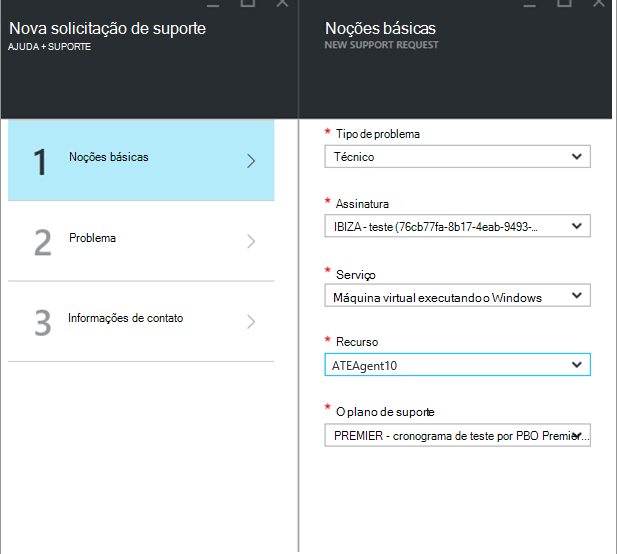 Nova solicitação de suporte
AJUDA + SUPORTE
1
Noções básicas
2
Problema
3
Informações de contato
Noções básicas
NEW SUPPORT REQUEST
* Tipo de problema
Técnico
* Assinatura
IBIZA - teste (76cb77fa-8b17-4eab-9493-...
* Serviço
Máquina virtual executando o Windows
* Recurso
ATEAgent10
* O plano de suporte
PREMIER - cronograma de teste por PBO Premier...